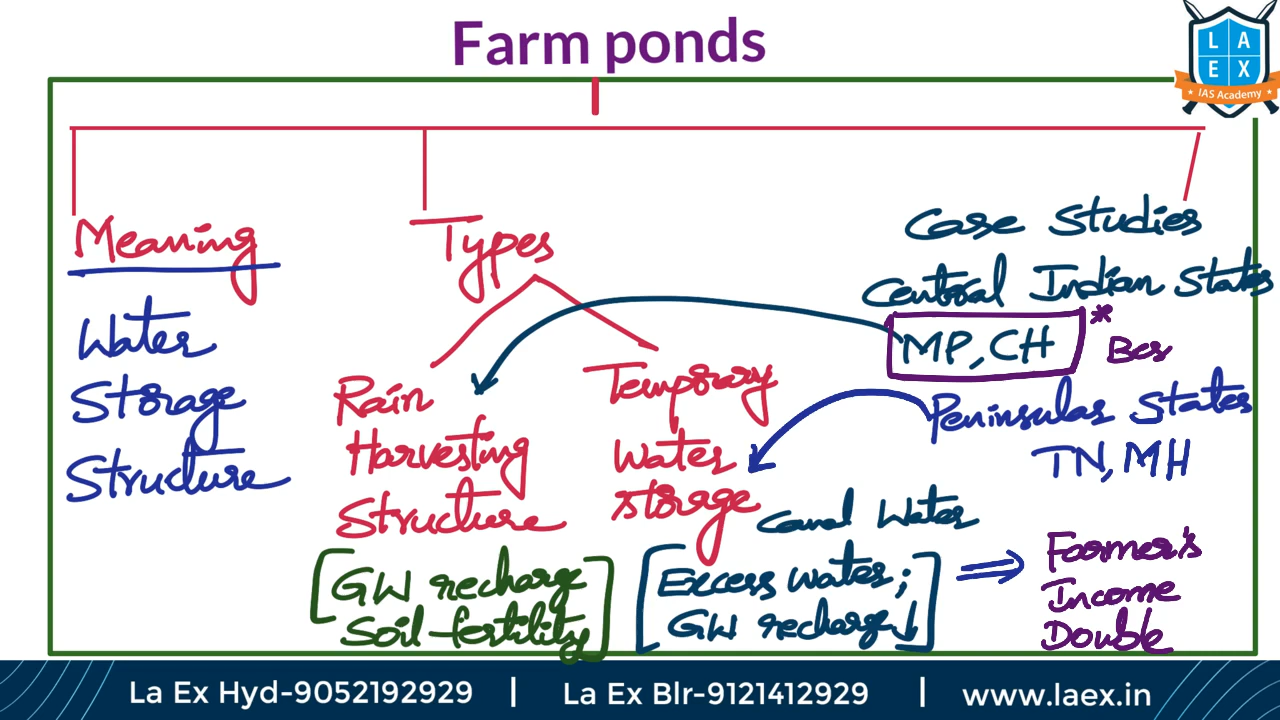 Farm ponds
L A
E X
IAS Academy
Meaning
Water
Storage
Structure
Types
Rain
Harvesting
Structure
[GW recharge
Soil fertility]
Temporary
Water
Storage
Canal Water
[Excess water;
GW recharge↓]
Case Studies
Central Indian States
MP, CH *
Peninsular States
TN, MH
⇒ Farmer's
Income
Double
La Ex Hyd-9052192929 | La Ex Blr-9121412929 | www.laex.in